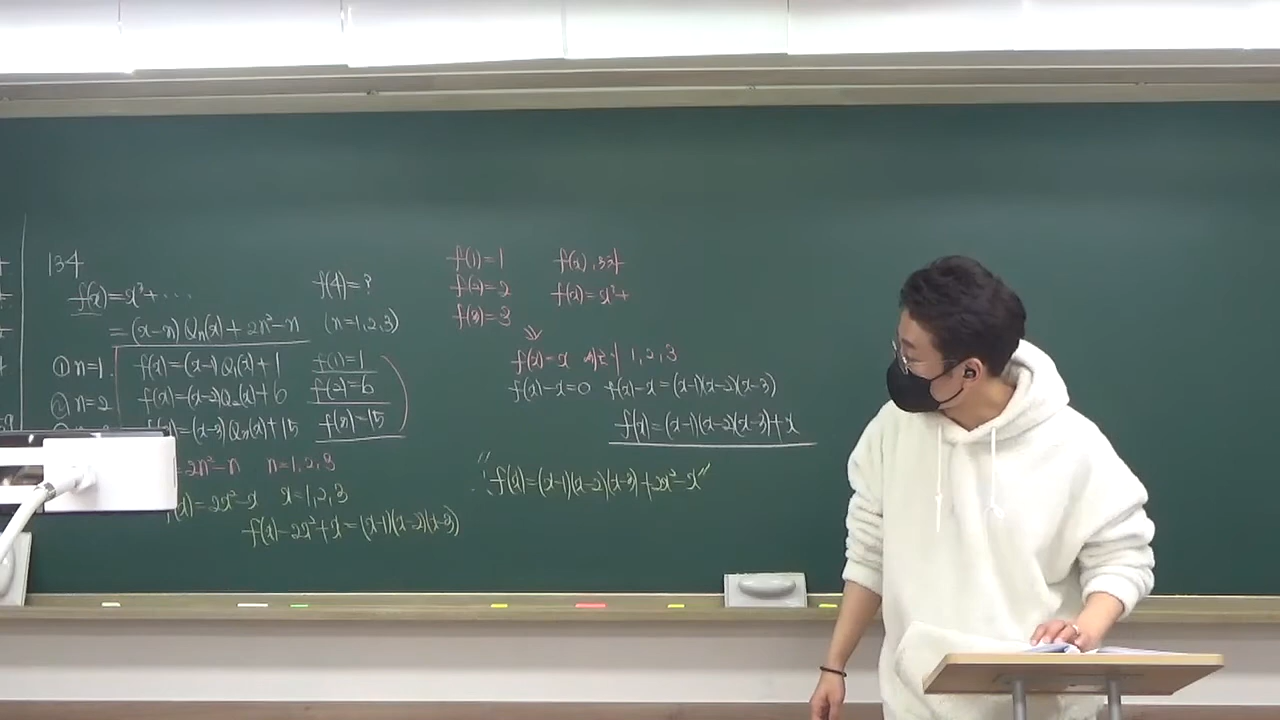 134
f(x)=x³+⋯ f(4)=?
=(x-n)Qn(x)+2n²-n (n=1,2,3)
① n=1 f(x)=(x-1)Q₁(x)+1 f(1)=1
② n=2 f(x)=(x-2)Q₂(x)+6 f(2)=6
f(x)=(x-3)Q₃(x)+15 f(3)=15
=2n²-n n=1,2,3
f(x)=2x²-x x=1,2,3
f(x)-2x²+x=(x-1)(x-2)(x-3)
f(1)=1 f(x),
f(2)=2 f(x)=x³+
f(3)=3
f(x)=x 1,2,3
f(x)-x=0 f(x)-x=(x-1)(x-2)(x-3)
f(x)=(x-1)(x-2)(x-3)+x
f(x)=(x-1)(x-2)(x-3)+2x²-x